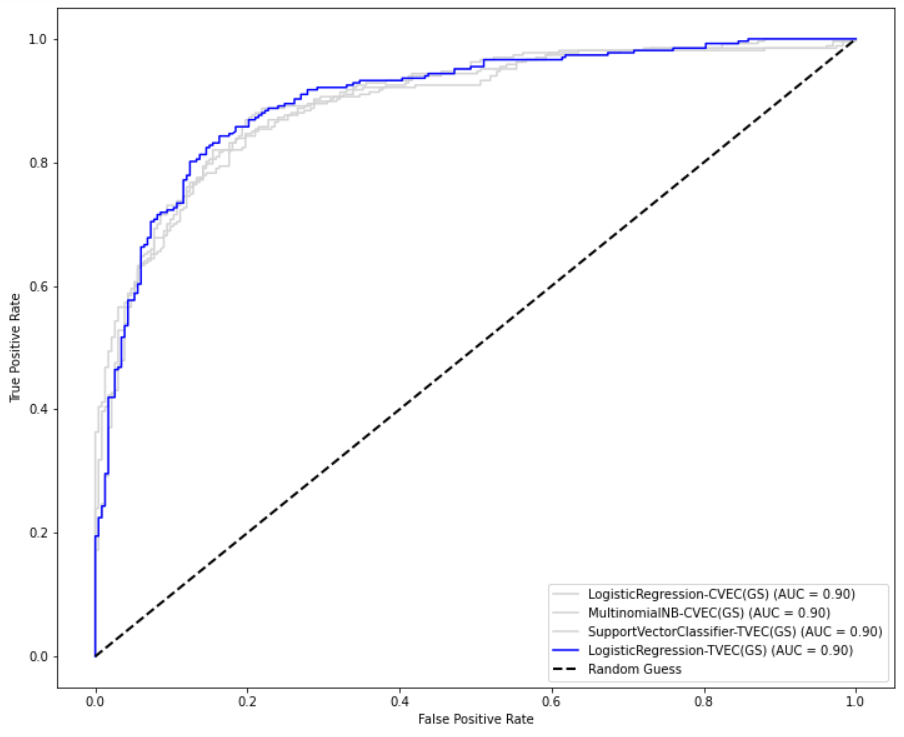 1.0
0.8
0.6
0.4
0.2
0.0
True Positive Rate
0.0 0.2 0.4 0.6 0.8 1.0
False Positive Rate
LogisticRegression-CVEC(GS) (AUC = 0.90)
MultinomialNB-CVEC(GS) (AUC = 0.90)
SupportVectorClassifier-TVEC(GS) (AUC = 0.90)
LogisticRegression-TVEC(GS) (AUC = 0.90)
Random Guess